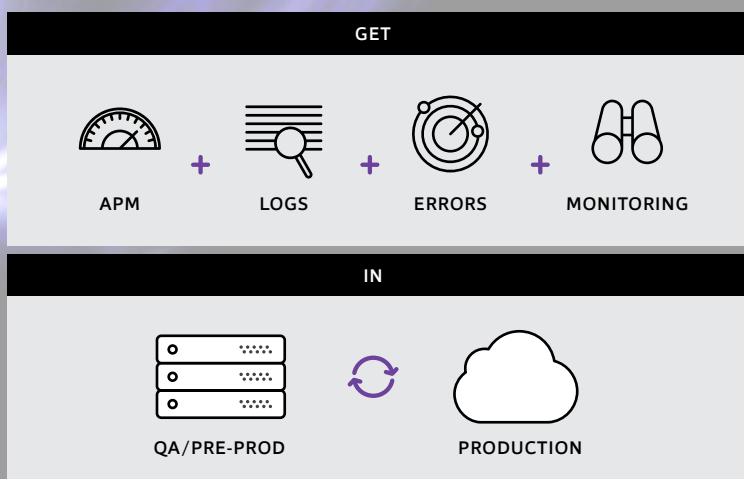 GET
+ + +
APM LOGS ERRORS MONITORING
IN
QA/PRE-PROD PRODUCTION